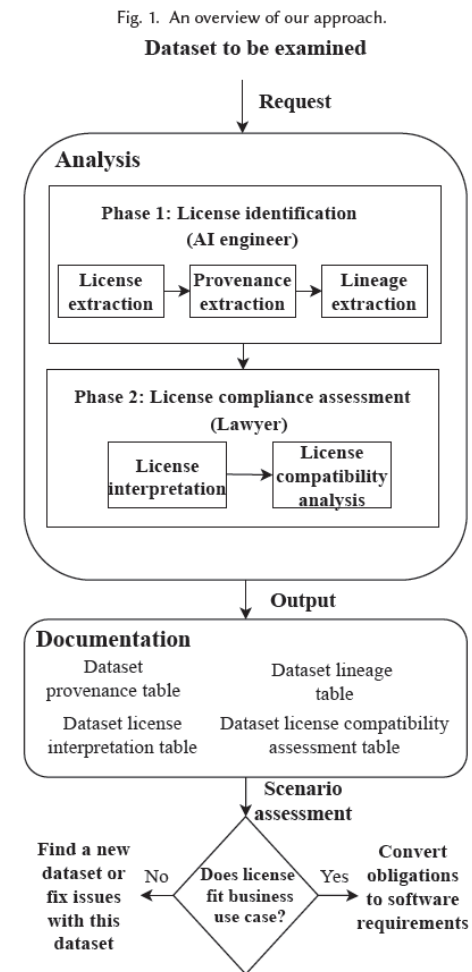 Fig. 1. An overview of our approach.
Dataset to be examined
Request
Analysis
Phase 1: License identification
(AI engineer)
License
extraction
Provenance
extraction
Lineage
extraction
Phase 2: License compliance assessment
(Lawyer)
License
interpretation
License
compatibility
analysis
Output
Documentation
Dataset
provenance table
Dataset lineage
table
Dataset license
interpretation table
Dataset license compatibility
assessment table
Scenario
assessment
Find a new
dataset or
fix issues
with this
dataset
No
Does license
fit business
use case?
Yes
Convert
obligations
to software
requirements